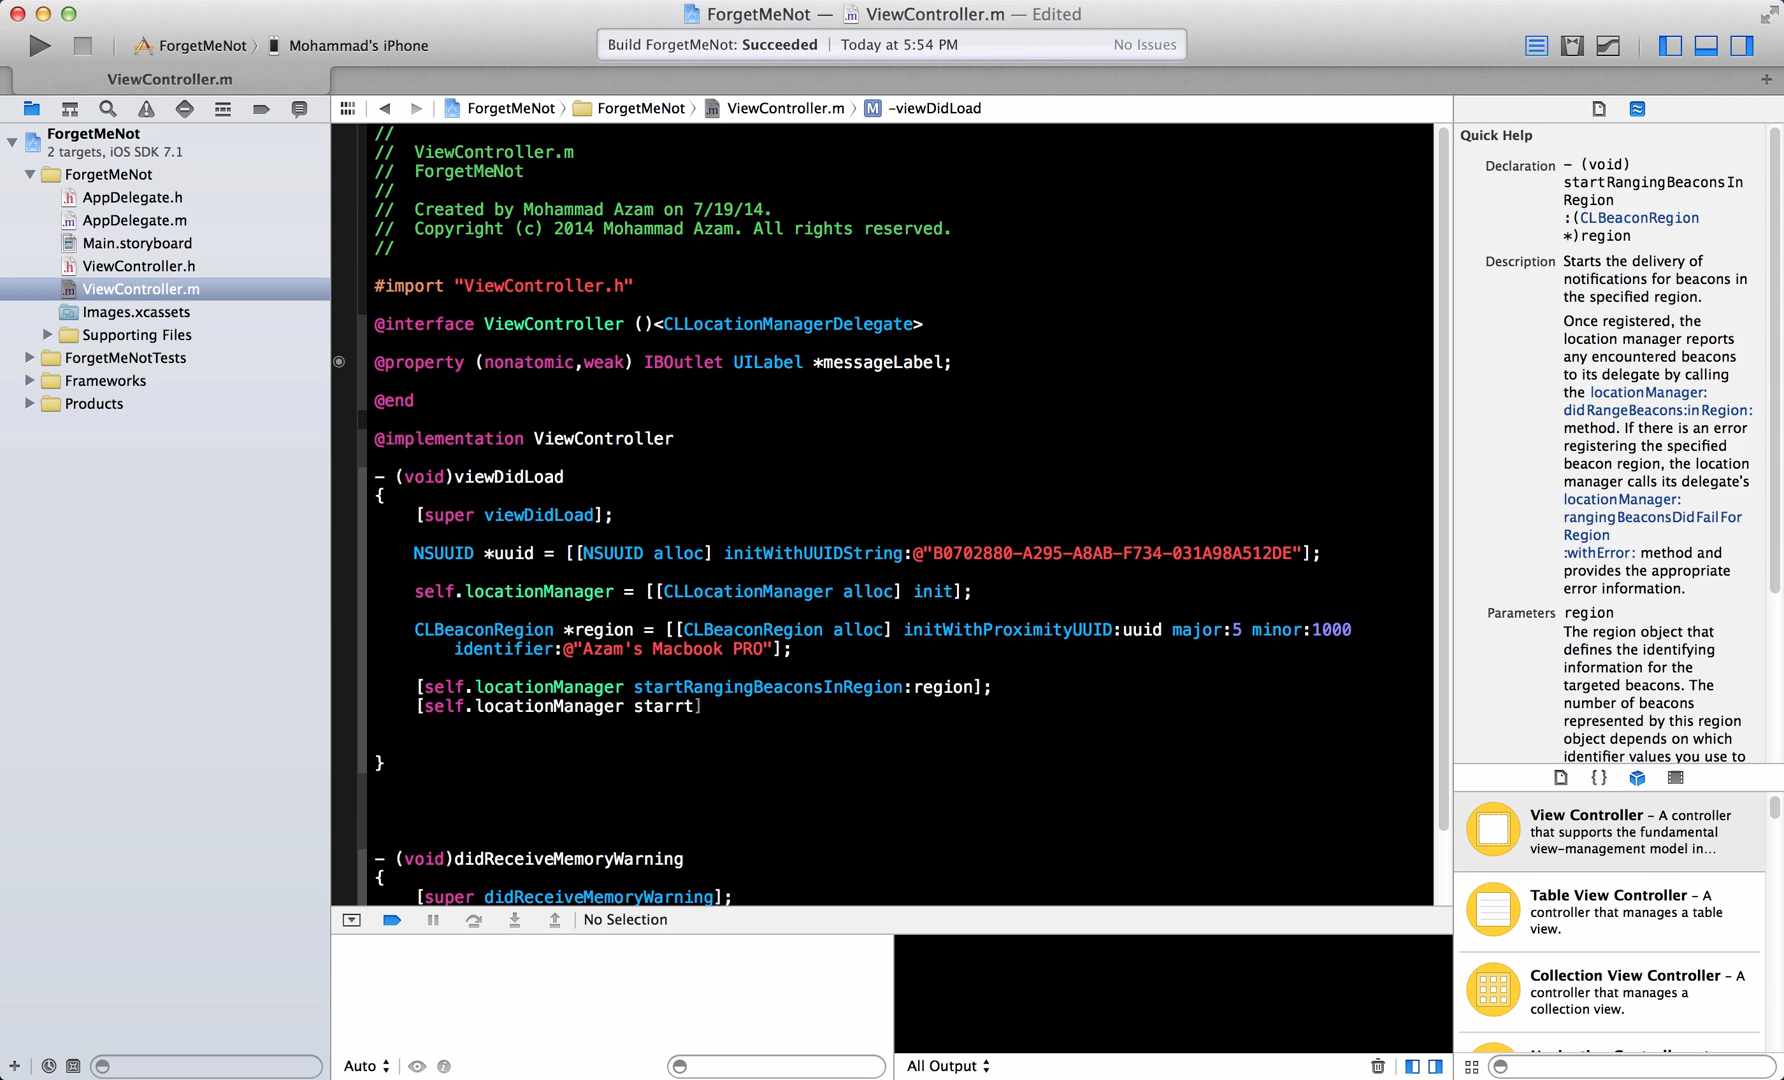 ForgetMeNot — ViewController.m — Edited
ForgetMeNot Mohammad's iPhone
Build ForgetMeNot: Succeeded Today at 5:54 PM No Issues
ViewController.m
ForgetMeNot ForgetMeNot ViewController.m M -viewDidLoad
ForgetMeNot
2 targets, iOS SDK 7.1
ForgetMeNot
AppDelegate.h
AppDelegate.m
Main.storyboard
ViewController.h
ViewController.m
Images.xcassets
Supporting Files
ForgetMeNotTests
Frameworks
Products
//
//  ViewController.m
//  ForgetMeNot
//
//  Created by Mohammad Azam on 7/19/14.
//  Copyright (c) 2014 Mohammad Azam. All rights reserved.
//
#import "ViewController.h"
@interface ViewController ()<CLLocationManagerDelegate>
@property (nonatomic,weak) IBOutlet UILabel *messageLabel;
@end
@implementation ViewController
- (void)viewDidLoad
{
[super viewDidLoad];
NSUUID *uuid = [[NSUUID alloc] initWithUUIDString:@"B0702880-A295-A8AB-F734-031A98A512DE"];
self.locationManager = [[CLLocationManager alloc] init];
CLBeaconRegion *region = [[CLBeaconRegion alloc] initWithProximityUUID:uuid major:5 minor:1000
identifier:@"Azam's Macbook PRO"];
[self.locationManager startRangingBeaconsInRegion:region];
[self.locationManager starrt]
}
- (void)didReceiveMemoryWarning
{
[super didReceiveMemoryWarning];
No Selection
Auto
All Output
Quick Help
Declaration - (void)
startRangingBeaconsIn
Region
:(CLBeaconRegion
*)region
Description Starts the delivery of
notifications for beacons in
the specified region.
Once registered, the
location manager reports
any encountered beacons
to its delegate by calling
the locationManager:
didRangeBeacons:inRegion:
method. If there is an error
registering the specified
beacon region, the location
manager calls its delegate's
locationManager:
rangingBeaconsDidFailFor
Region
:withError: method and
provides the appropriate
error information.
Parameters region
The region object that
defines the identifying
information for the
targeted beacons. The
number of beacons
represented by this region
object depends on which
identifier values you use to
{}
View Controller - A controller
that supports the fundamental
view-management model in...
Table View Controller - A
controller that manages a table
view.
Collection View Controller - A
controller that manages a
collection view.